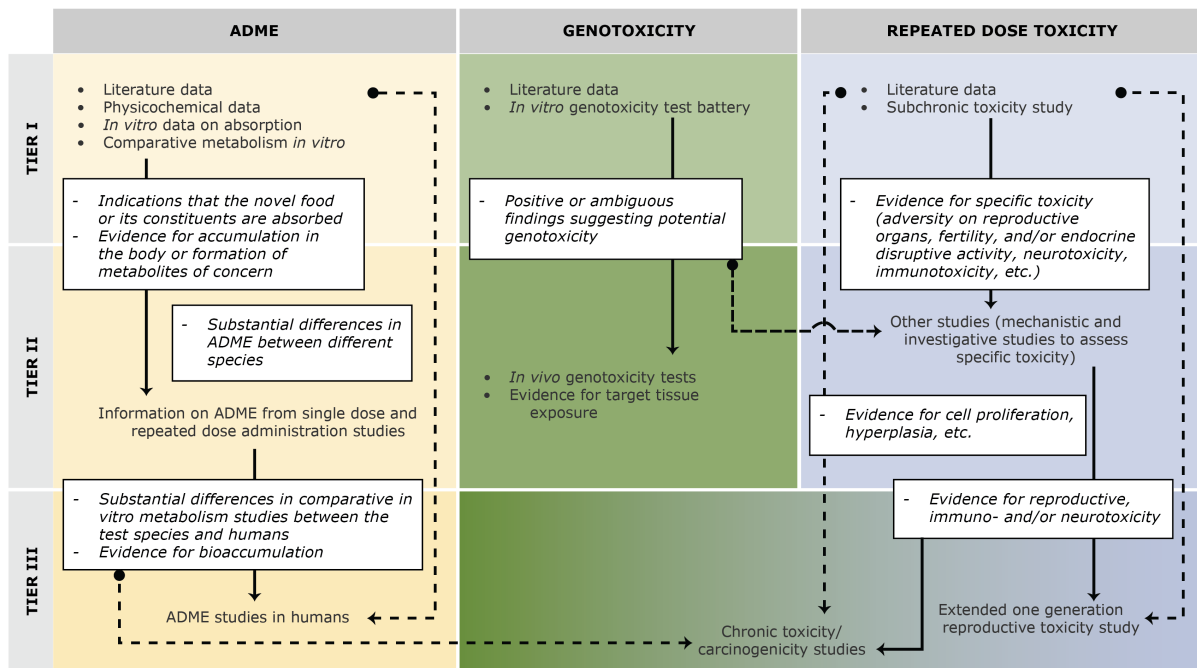 ADME
GENOTOXICITY
REPEATED DOSE TOXICITY
TIER I
• Literature data
• Physicochemical data
• In vitro data on absorption
• Comparative metabolism in vitro
- Indications that the novel food
or its constituents are absorbed
- Evidence for accumulation in
the body or formation of
metabolites of concern
• Literature data
• In vitro genotoxicity test battery
- Positive or ambiguous
findings suggesting potential
genotoxicity
• Literature data
• Subchronic toxicity study
- Evidence for specific toxicity
(adversity on reproductive
organs, fertility, and/or endocrine
disruptive activity, neurotoxicity,
immunotoxicity, etc.)
TIER II
- Substantial differences in
ADME between different
species
Information on ADME from single dose and
repeated dose administration studies
• In vivo genotoxicity tests
• Evidence for target tissue
exposure
Other studies (mechanistic and
investigative studies to assess
specific toxicity)
- Evidence for cell proliferation,
hyperplasia, etc.
TIER III
- Substantial differences in comparative in
vitro metabolism studies between the
test species and humans
- Evidence for bioaccumulation
ADME studies in humans
- Evidence for reproductive,
immuno- and/or neurotoxicity
Chronic toxicity/
carcinogenicity studies
Extended one generation
reproductive toxicity study